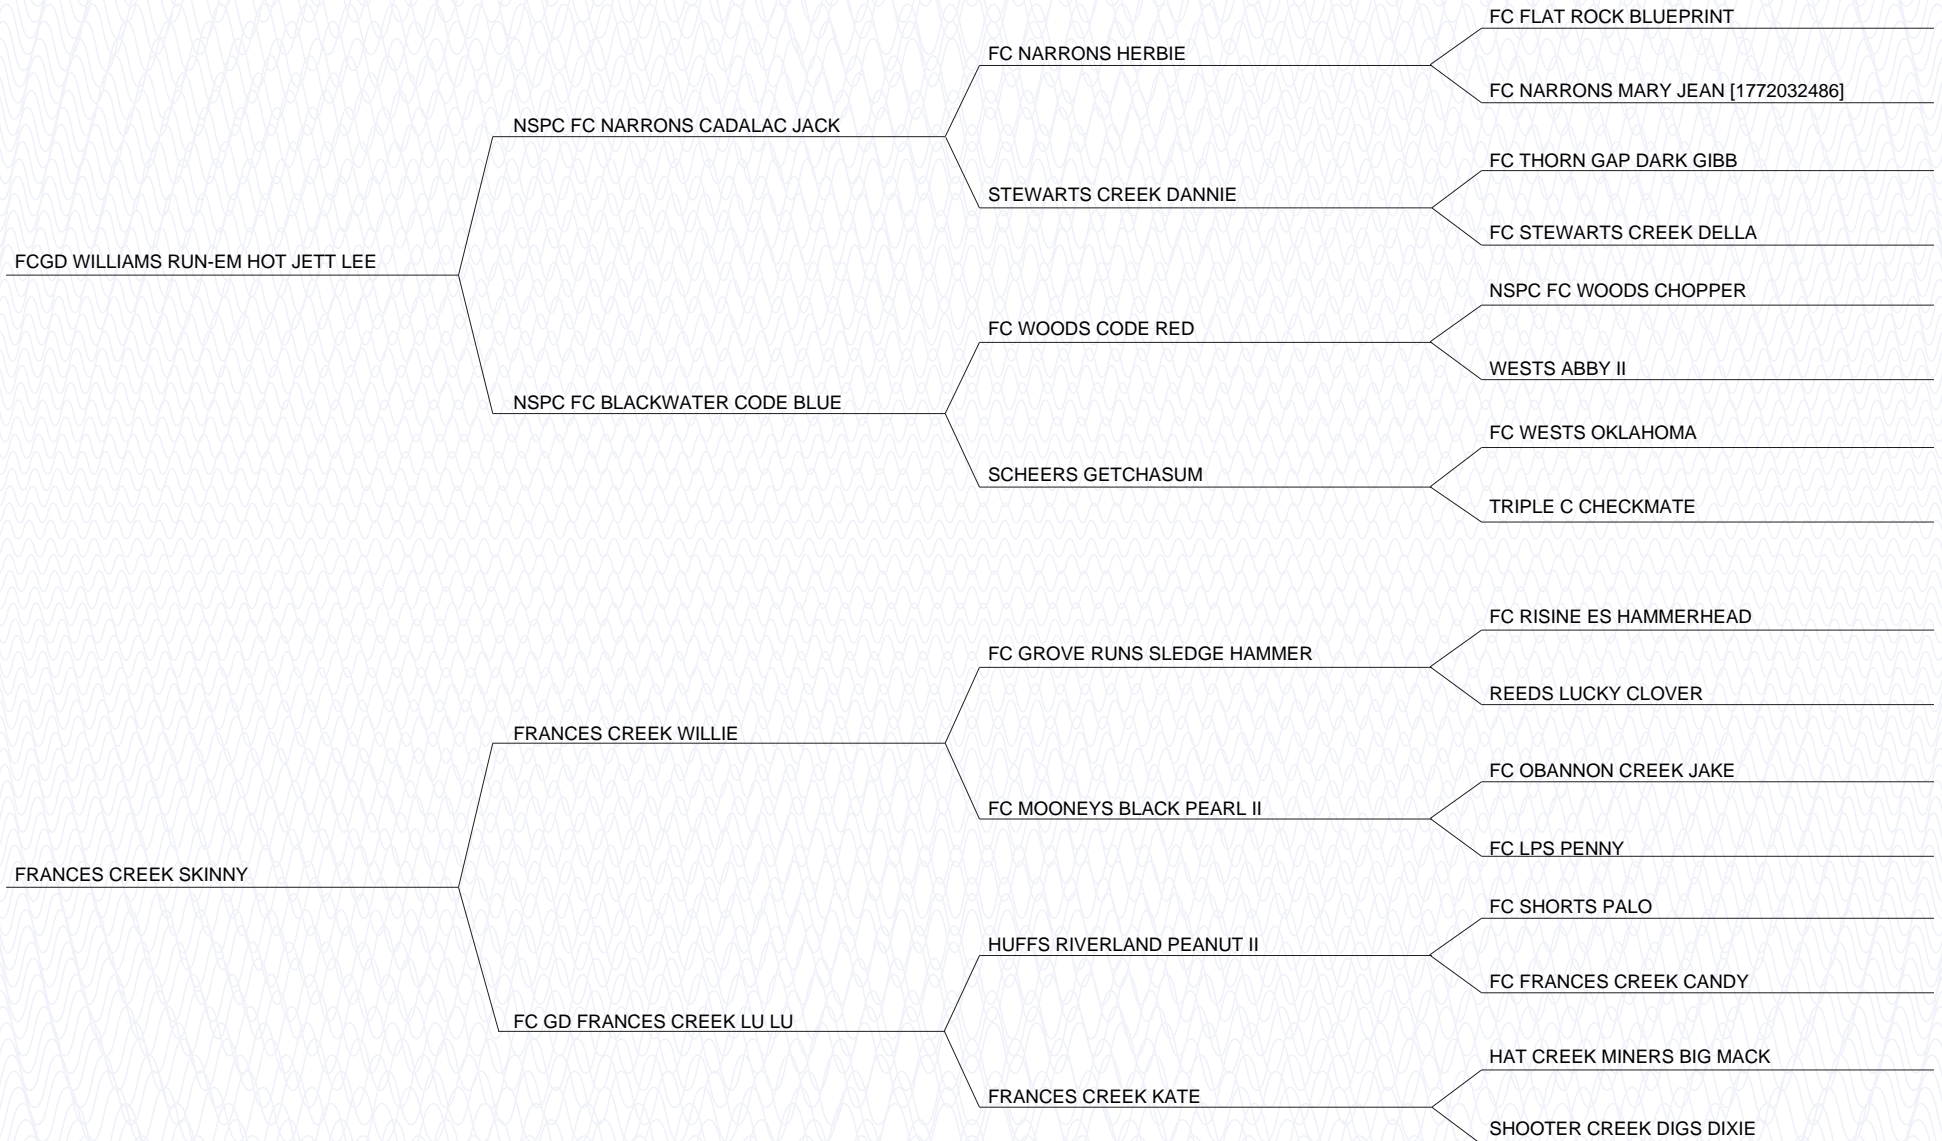 FC FLAT ROCK BLUEPRINT
FC NARRONS HERBIE
FC NARRONS MARY JEAN [1772032486]
NSPC FC NARRONS CADALAC JACK
FC THORN GAP DARK GIBB
STEWARTS CREEK DANNIE
FC STEWARTS CREEK DELLA
FCGD WILLIAMS RUN-EM HOT JETT LEE
NSPC FC WOODS CHOPPER
FC WOODS CODE RED
WESTS ABBY II
NSPC FC BLACKWATER CODE BLUE
FC WESTS OKLAHOMA
SCHEERS GETCHASUM
TRIPLE C CHECKMATE
FC RISINE ES HAMMERHEAD
FC GROVE RUNS SLEDGE HAMMER
REEDS LUCKY CLOVER
FRANCES CREEK WILLIE
FC OBANNON CREEK JAKE
FC MOONEYS BLACK PEARL II
FC LPS PENNY
FRANCES CREEK SKINNY
FC SHORTS PALO
HUFFS RIVERLAND PEANUT II
FC FRANCES CREEK CANDY
FC GD FRANCES CREEK LU LU
HAT CREEK MINERS BIG MACK
FRANCES CREEK KATE
SHOOTER CREEK DIGS DIXIE